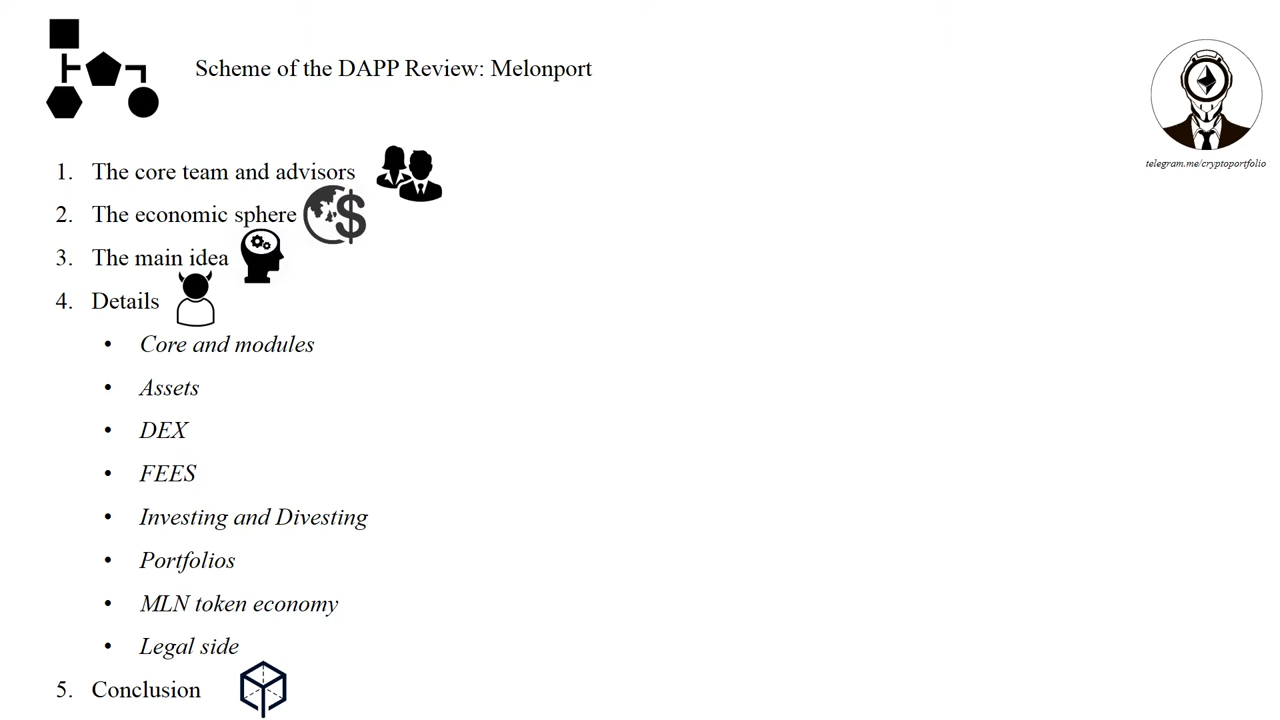 Scheme of the DAPP Review: Melonport
telegram.me/cryptoportfolio
1. The core team and advisors
2. The economic sphere
3. The main idea
4. Details
• Core and modules
• Assets
• DEX
• FEES
• Investing and Divesting
• Portfolios
• MLN token economy
• Legal side
5. Conclusion